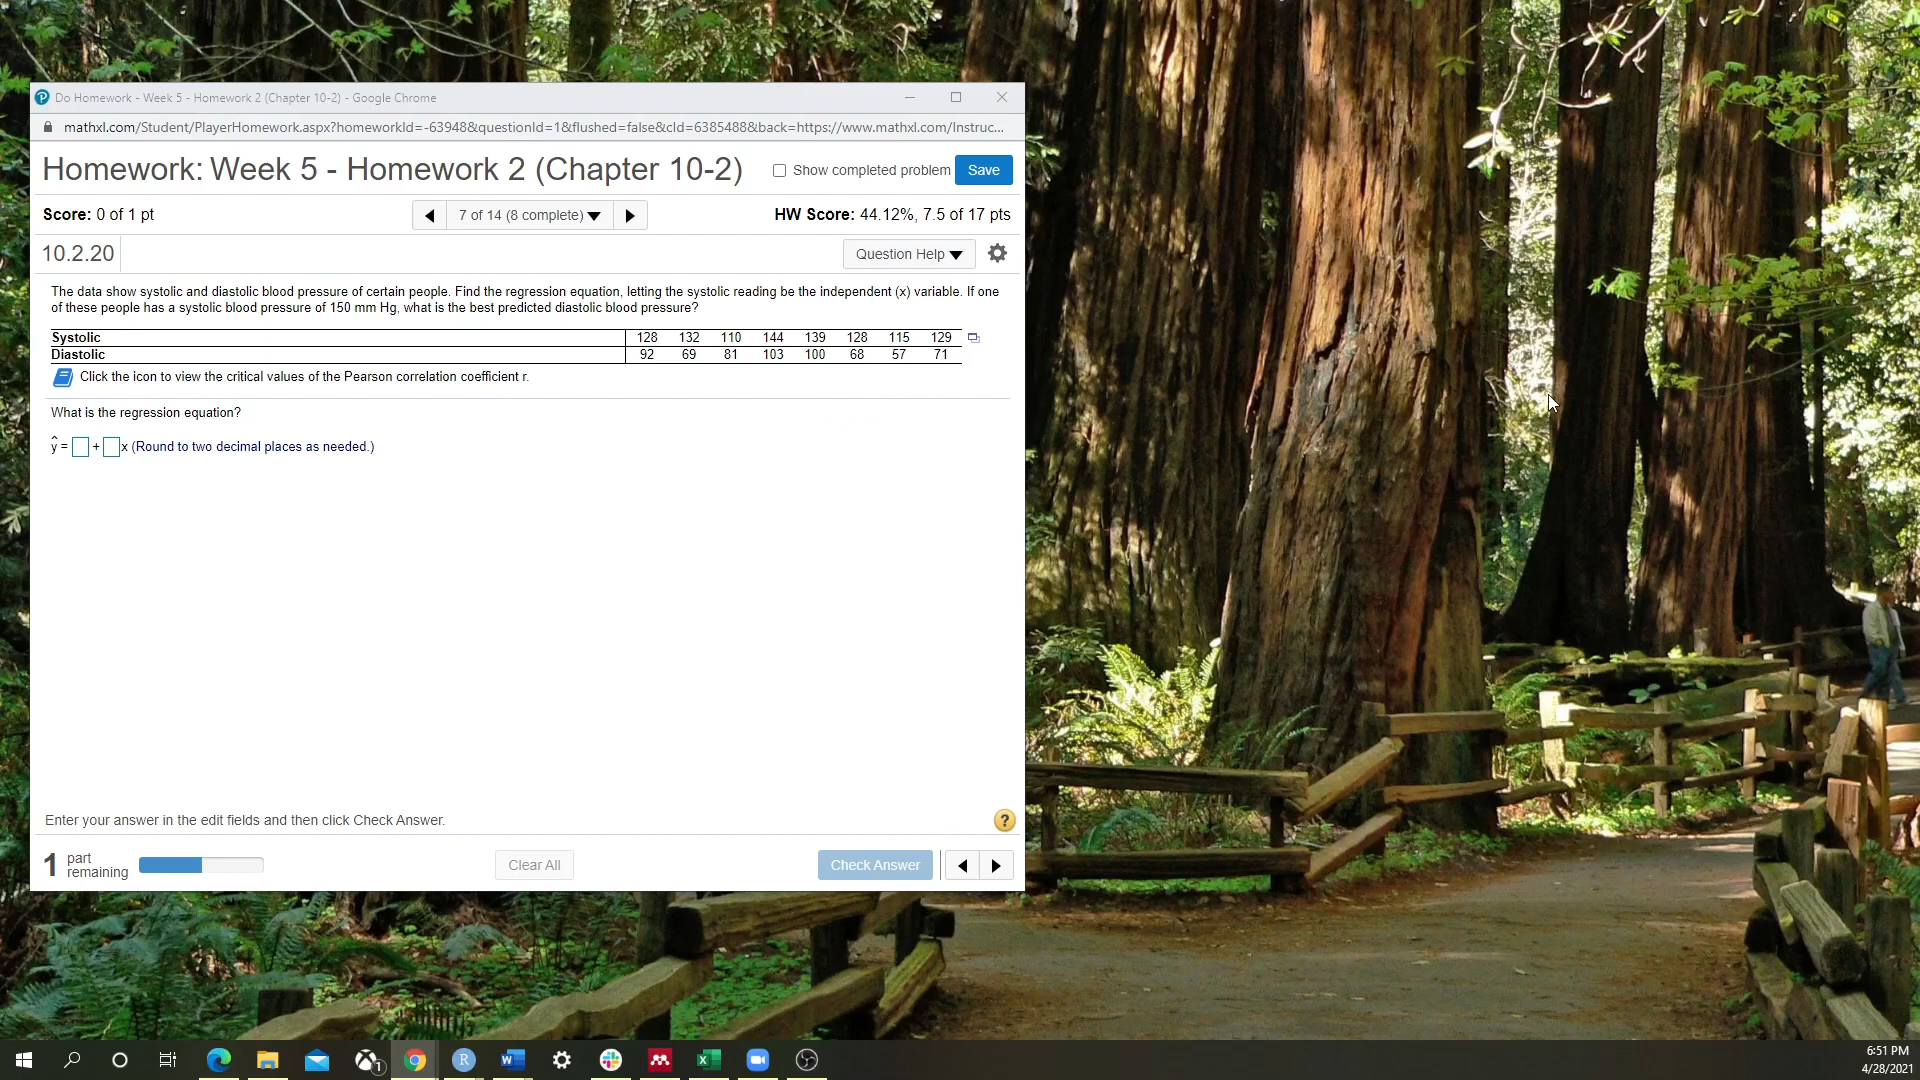 Do Homework - Week 5 - Homework 2 (Chapter 10-2) - Google Chrome
mathxl.com/Student/PlayerHomework.aspx?homeworkId=-63948&questionId=1&flushed=false&cId=6385488&back=https://www.mathxl.com/Instruc...
Homework: Week 5 - Homework 2 (Chapter 10-2)
Show completed problem
Save
Score: 0 of 1 pt
7 of 14 (8 complete)
HW Score: 44.12%, 7.5 of 17 pts
10.2.20
Question Help
The data show systolic and diastolic blood pressure of certain people. Find the regression equation, letting the systolic reading be the independent (x) variable. If one
of these people has a systolic blood pressure of 150 mm Hg, what is the best predicted diastolic blood pressure?
Systolic 128 132 110 144 139 128 115 129
Diastolic 92 69 81 103 100 68 57 71
Click the icon to view the critical values of the Pearson correlation coefficient r.
What is the regression equation?
ŷ = + x (Round to two decimal places as needed.)
Enter your answer in the edit fields and then click Check Answer.
?
1 part
remaining
Clear All
Check Answer
1
R
W
X
6:51 PM
4/28/2021